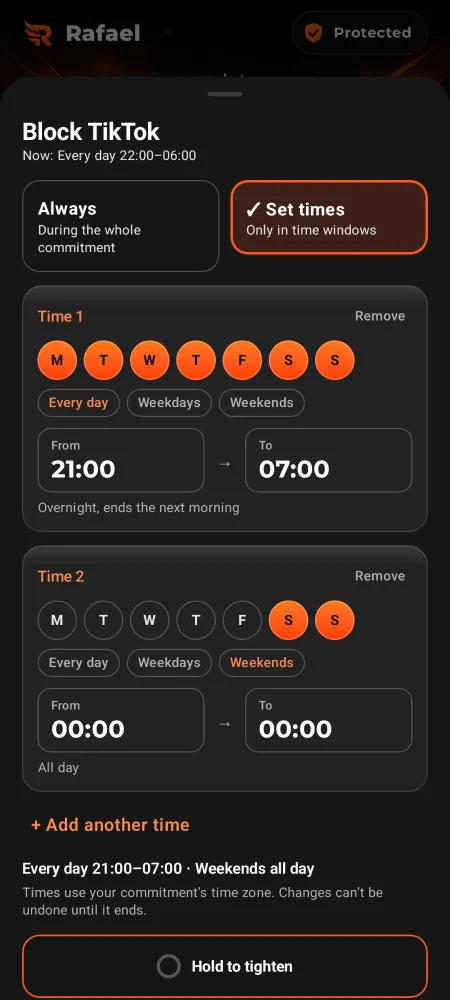 Rafael
Protected
Block TikTok
Now: Every day 22:00–06:00
Always
During the whole
commitment
✓ Set times
Only in time windows
Time 1
Remove
M T W T F S S
Every day Weekdays Weekends
From
21:00
→
To
07:00
Overnight, ends the next morning
Time 2
Remove
M T W T F S S
Every day Weekdays Weekends
From
00:00
→
To
00:00
All day
+ Add another time
Every day 21:00–07:00 · Weekends all day
Times use your commitment's time zone. Changes can't be
undone until it ends.
Hold to tighten